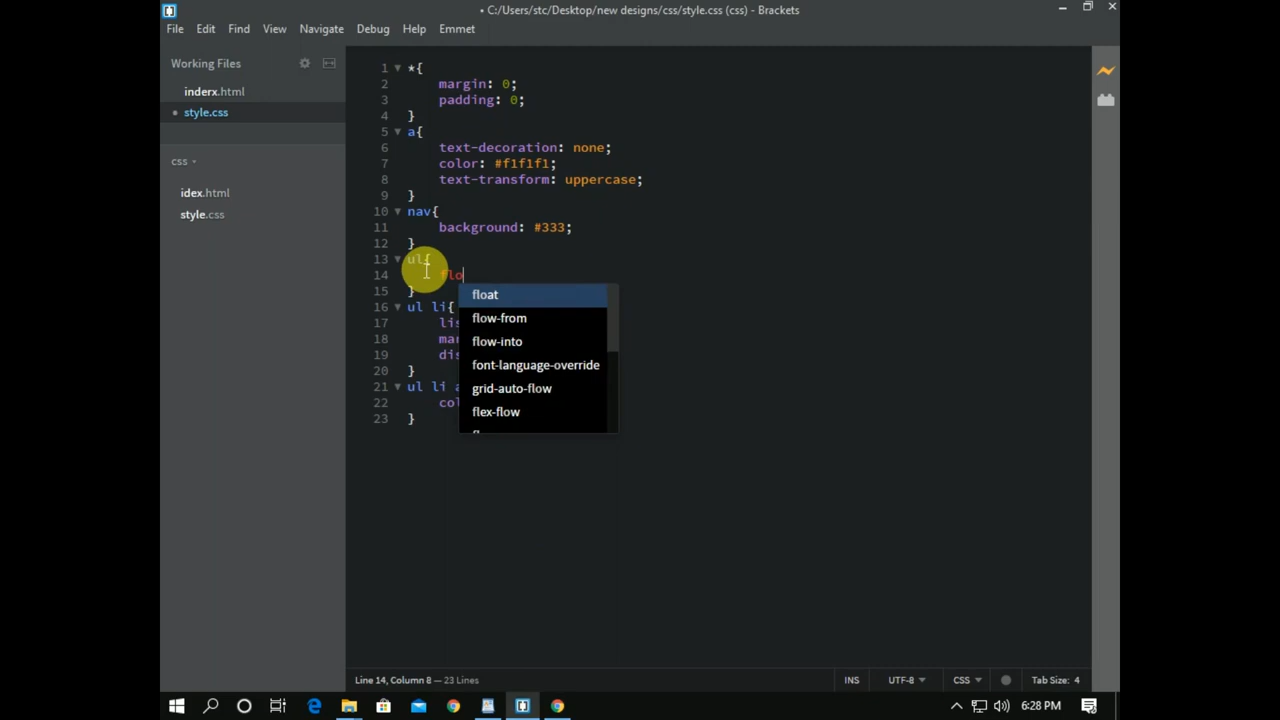 • C:/Users/stc/Desktop/new designs/css/style.css (css) - Brackets
File Edit Find View Navigate Debug Help Emmet
Working Files
inderx.html
• style.css
css
idex.html
style.css
1 *{
2 margin: 0;
3 padding: 0;
4 }
5 a{
6 text-decoration: none;
7 color: #f1f1f1;
8 text-transform: uppercase;
9 }
10 nav{
11 background: #333;
12 }
13 ul{
14 flo
15 }
16 ul li{
17 lis
18 mar
19 dis
20 }
21 ul li a
22 col
23 }
float
flow-from
flow-into
font-language-override
grid-auto-flow
flex-flow
Line 14, Column 8 — 23 Lines
INS UTF-8 CSS Tab Size: 4
6:28 PM